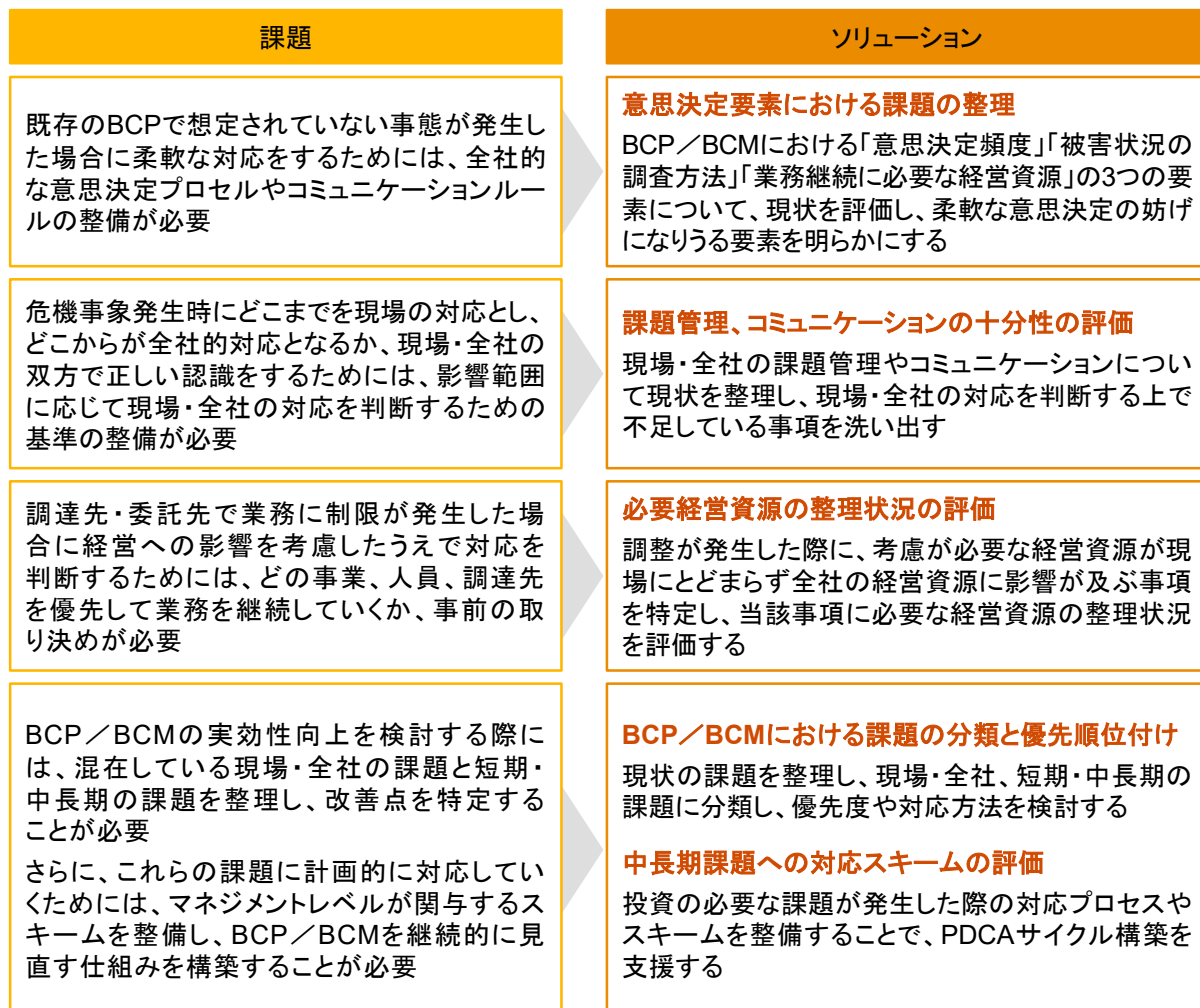 課題
既存のBCPで想定されていない事態が発生し
た場合に柔軟な対応をするためには、全社的
な意思決定プロセルやコミュニケーションルー
ルの整備が必要
危機事象発生時にどこまでを現場の対応とし、
どこからが全社的対応となるか、現場・全社の
双方で正しい認識をするためには、影響範囲
に応じて現場・全社の対応を判断するための
基準の整備が必要
調達先・委託先で業務に制限が発生した場
合に経営への影響を考慮したうえで対応を
判断するためには、どの事業、人員、調達先
を優先して業務を継続していくか、事前の取
り決めが必要
BCP／BCMの実効性向上を検討する際に
は、混在している現場・全社の課題と短期・
中長期の課題を整理し、改善点を特定する
ことが必要
さらに、これらの課題に計画的に対応してい
くためには、マネジメントレベルが関与するス
キームを整備し、BCP／BCMを継続的に見
直す仕組みを構築することが必要
ソリューション
意思決定要素における課題の整理
BCP／BCMにおける「意思決定頻度」「被害状況の
調査方法」「業務継続に必要な経営資源」の3つの要
素について、現状を評価し、柔軟な意思決定の妨げ
になりうる要素を明らかにする
課題管理、コミュニケーションの十分性の評価
現場・全社の課題管理やコミュニケーションについ
て現状を整理し、現場・全社の対応を判断する上で
不足している事項を洗い出す
必要経営資源の整理状況の評価
調整が発生した際に、考慮が必要な経営資源が現
場にとどまらず全社の経営資源に影響が及ぶ事項
を特定し、当該事項に必要な経営資源の整理状況
を評価する
BCP／BCMにおける課題の分類と優先順位付け
現状の課題を整理し、現場・全社、短期・中長期の
課題に分類し、優先度や対応方法を検討する
中長期課題への対応スキームの評価
投資の必要な課題が発生した際の対応プロセスや
スキームを整備することで、PDCAサイクル構築を
支援する